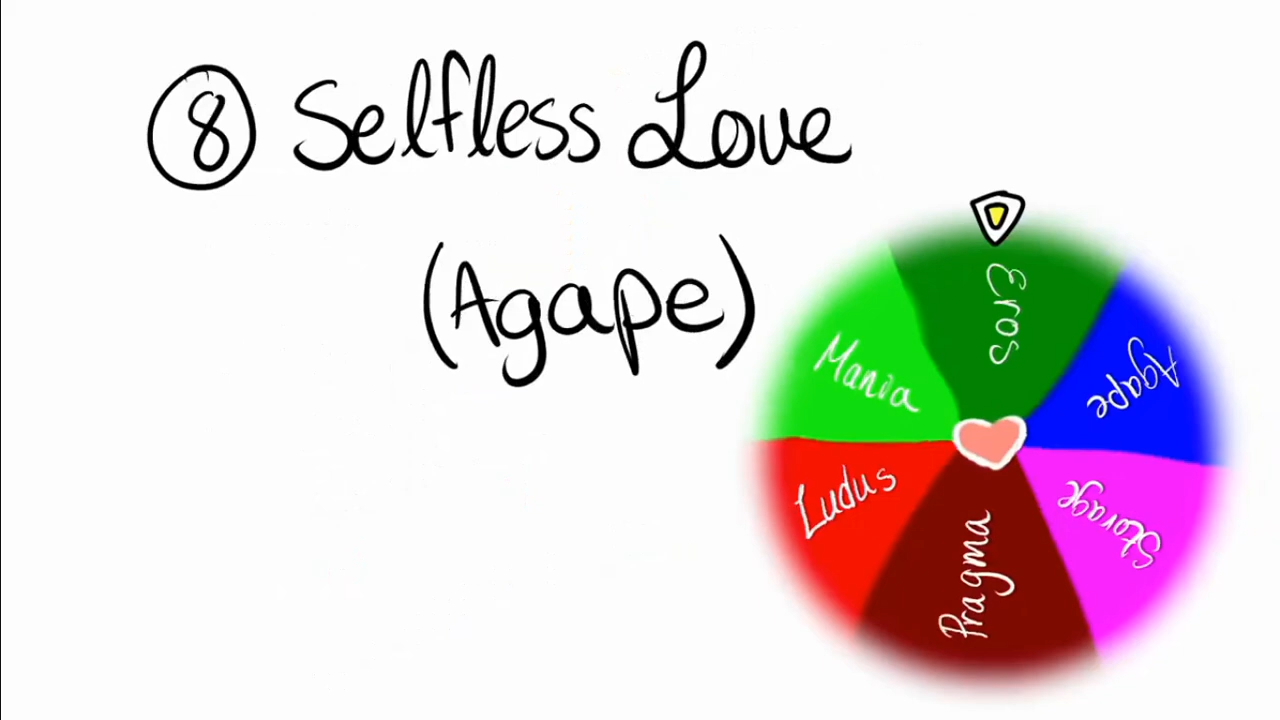 8 Selfless Love
(Agape)
Eros
Agape
Mania
Storage
Ludus
Pragma